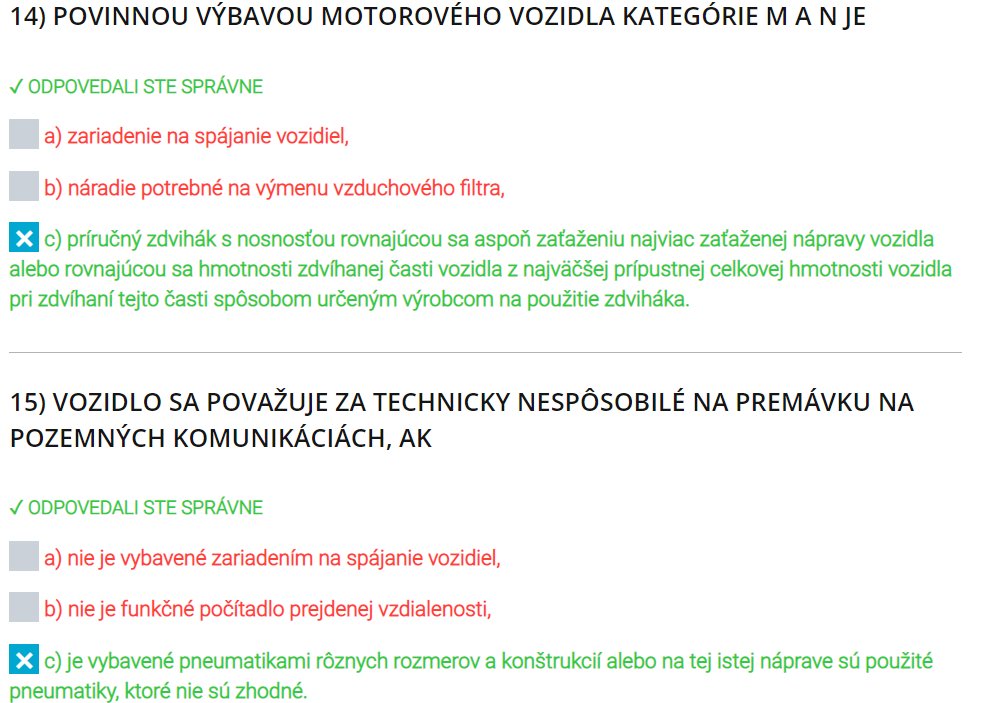 14) POVINNOU VÝBAVOU MOTOROVÉHO VOZIDLA KATEGÓRIE M A N JE
✓ ODPOVEDALI STE SPRÁVNE
a) zariadenie na spájanie vozidiel,
b) náradie potrebné na výmenu vzduchového filtra,
c) príručný zdvihák s nosnosťou rovnajúcou sa aspoň zaťaženiu najviac zaťaženej nápravy vozidla
alebo rovnajúcou sa hmotnosti zdvíhanej časti vozidla z najväčšej prípustnej celkovej hmotnosti vozidla
pri zdvíhaní tejto časti spôsobom určeným výrobcom na použitie zdviháka.
15) VOZIDLO SA POVAŽUJE ZA TECHNICKY NESPÔSOBILÉ NA PREMÁVKU NA
POZEMNÝCH KOMUNIKÁCIÁCH, AK
✓ ODPOVEDALI STE SPRÁVNE
a) nie je vybavené zariadením na spájanie vozidiel,
b) nie je funkčné počítadlo prejdenej vzdialenosti,
c) je vybavené pneumatikami rôznych rozmerov a konštrukcií alebo na tej istej náprave sú použité
pneumatiky, ktoré nie sú zhodné.